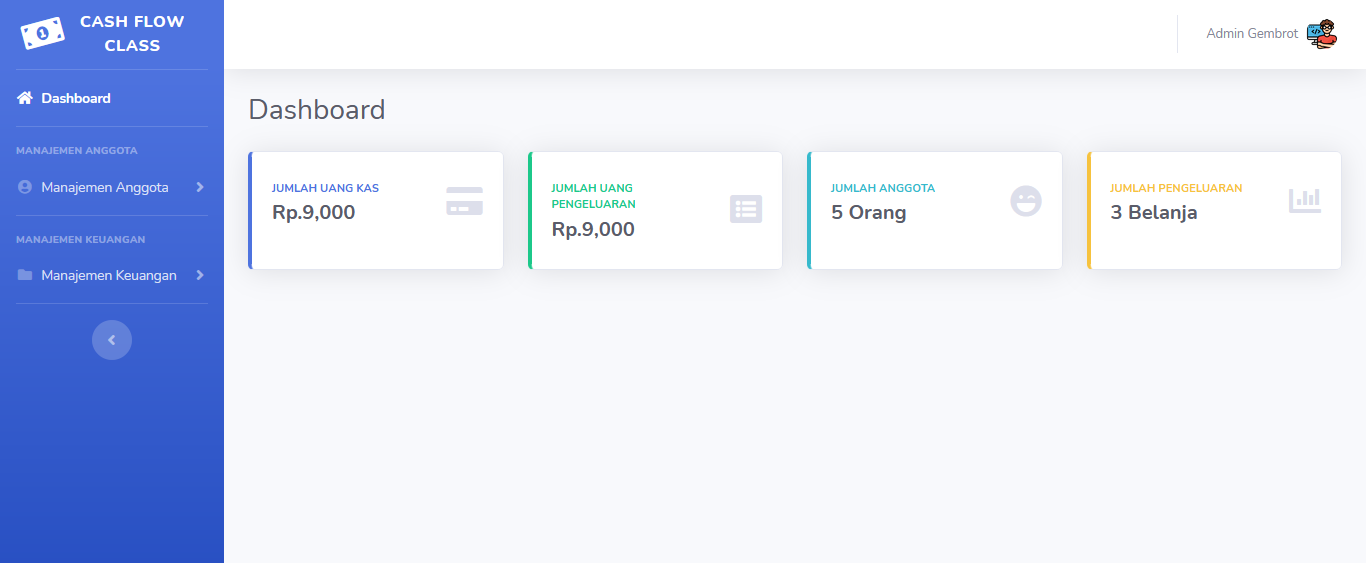 CASH FLOW
CLASS
Dashboard
MANAJEMEN ANGGOTA
Manajemen Anggota
MANAJEMEN KEUANGAN
Manajemen Keuangan
Admin Gembrot
Dashboard
JUMLAH UANG KAS
Rp.9,000
JUMLAH UANG
PENGELUARAN
Rp.9,000
JUMLAH ANGGOTA
5 Orang
JUMLAH PENGELUARAN
3 Belanja